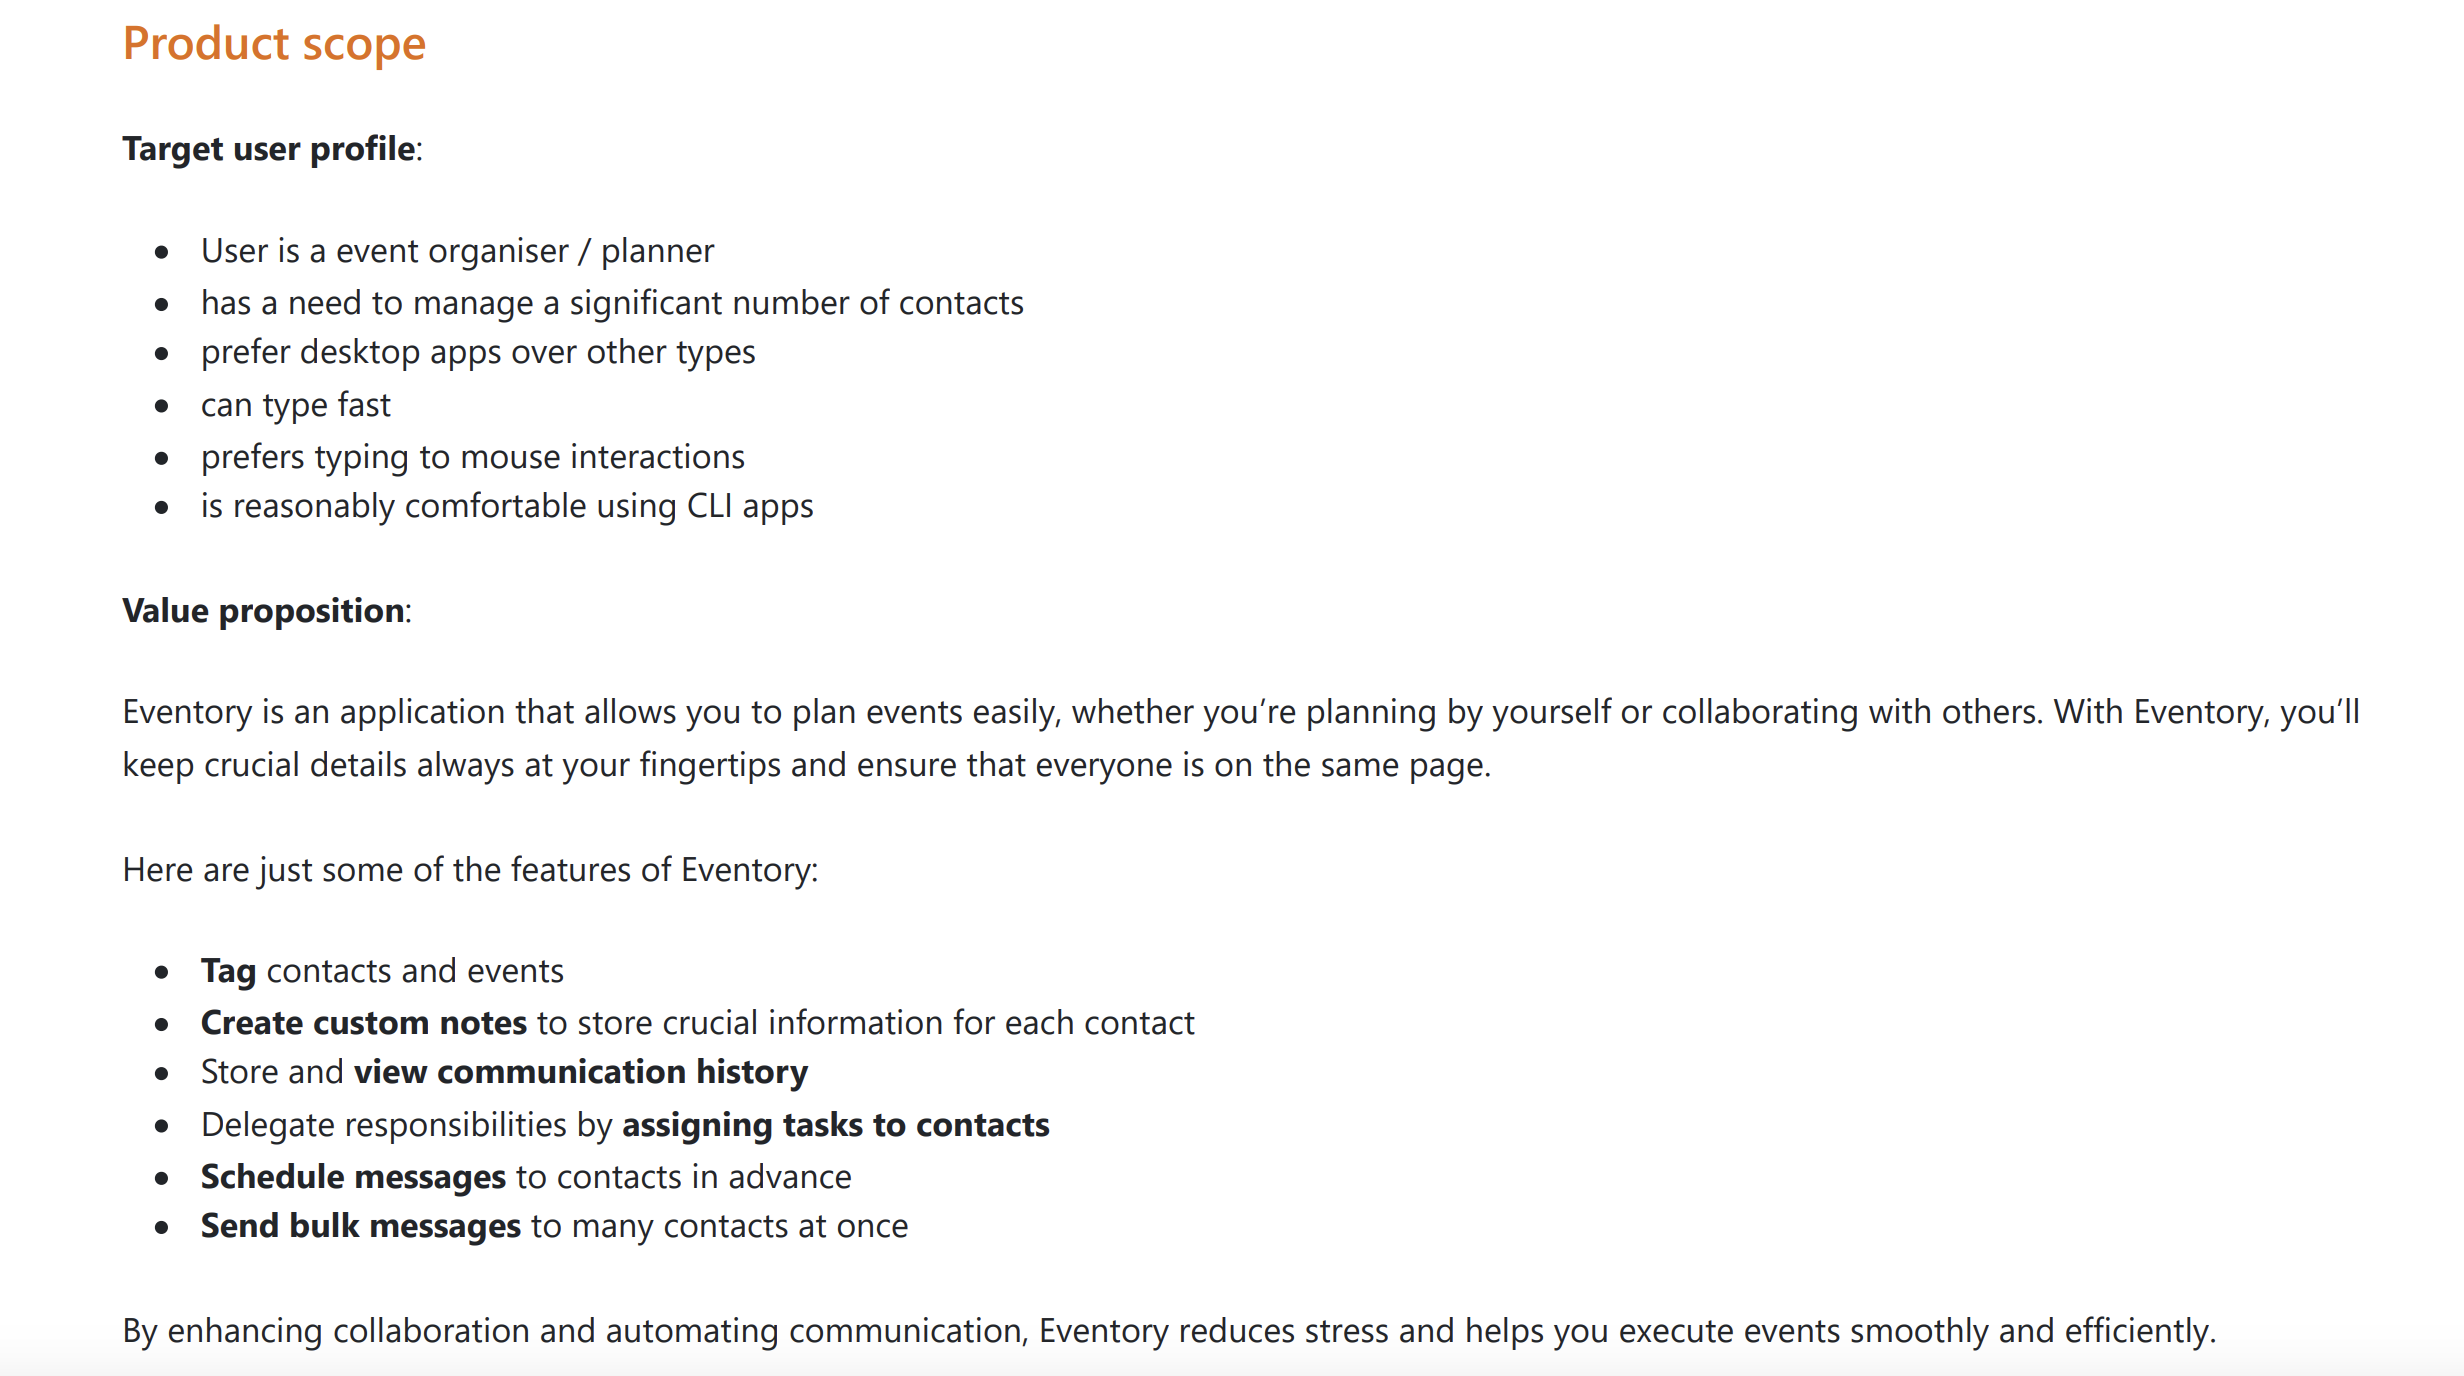 Product scope
Target user profile:
• User is a event organiser / planner
• has a need to manage a significant number of contacts
• prefer desktop apps over other types
• can type fast
• prefers typing to mouse interactions
• is reasonably comfortable using CLI apps
Value proposition:
Eventory is an application that allows you to plan events easily, whether you’re planning by yourself or collaborating with others. With Eventory, you’ll
keep crucial details always at your fingertips and ensure that everyone is on the same page.
Here are just some of the features of Eventory:
• Tag contacts and events
• Create custom notes to store crucial information for each contact
• Store and view communication history
• Delegate responsibilities by assigning tasks to contacts
• Schedule messages to contacts in advance
• Send bulk messages to many contacts at once
By enhancing collaboration and automating communication, Eventory reduces stress and helps you execute events smoothly and efficiently.